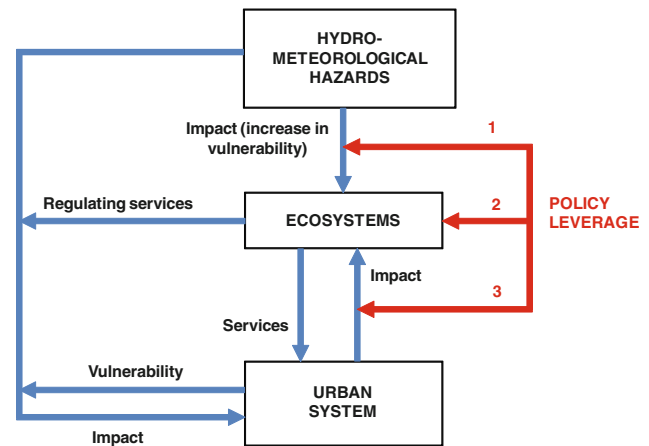 HYDRO-
METEOROLOGICAL
HAZARDS
Impact (increase in
vulnerability)
1
Regulating services
ECOSYSTEMS
2
POLICY
LEVERAGE
Impact
3
Services
Vulnerability
URBAN
SYSTEM
Impact